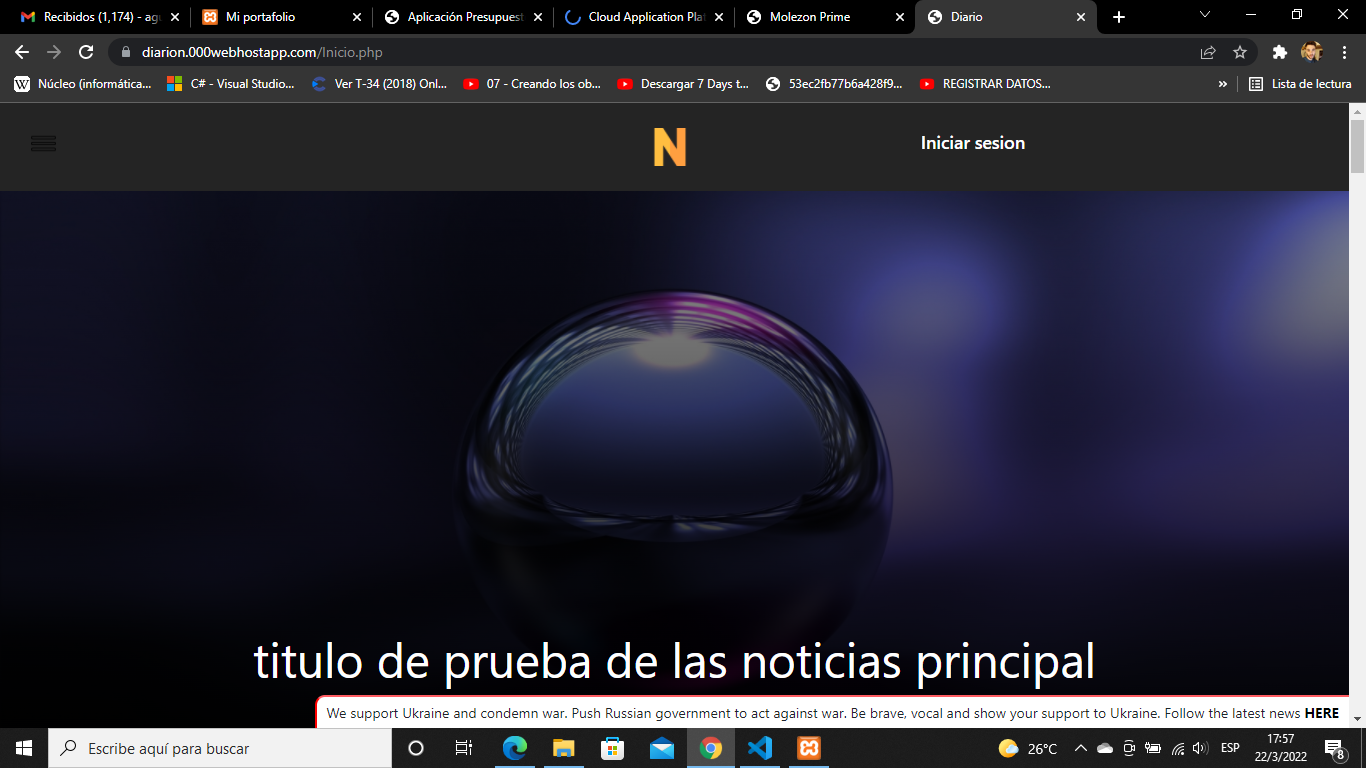 Recibidos (1,174) - ag
Mi portafolio
Aplicación Presupuest
Cloud Application Plat
Molezon Prime
Diario
diarion.000webhostapp.com/Inicio.php
Núcleo (informática...
C# - Visual Studio...
Ver T-34 (2018) Onl...
07 - Creando los ob...
Descargar 7 Days t...
53ec2fb77b6a428f9...
REGISTRAR DATOS...
»
Lista de lectura
N
Iniciar sesion
titulo de prueba de las noticias principal
We support Ukraine and condemn war. Push Russian government to act against war. Be brave, vocal and show your support to Ukraine. Follow the latest news HERE
Escribe aquí para buscar
26°C
ESP
17:57
22/3/2022
8